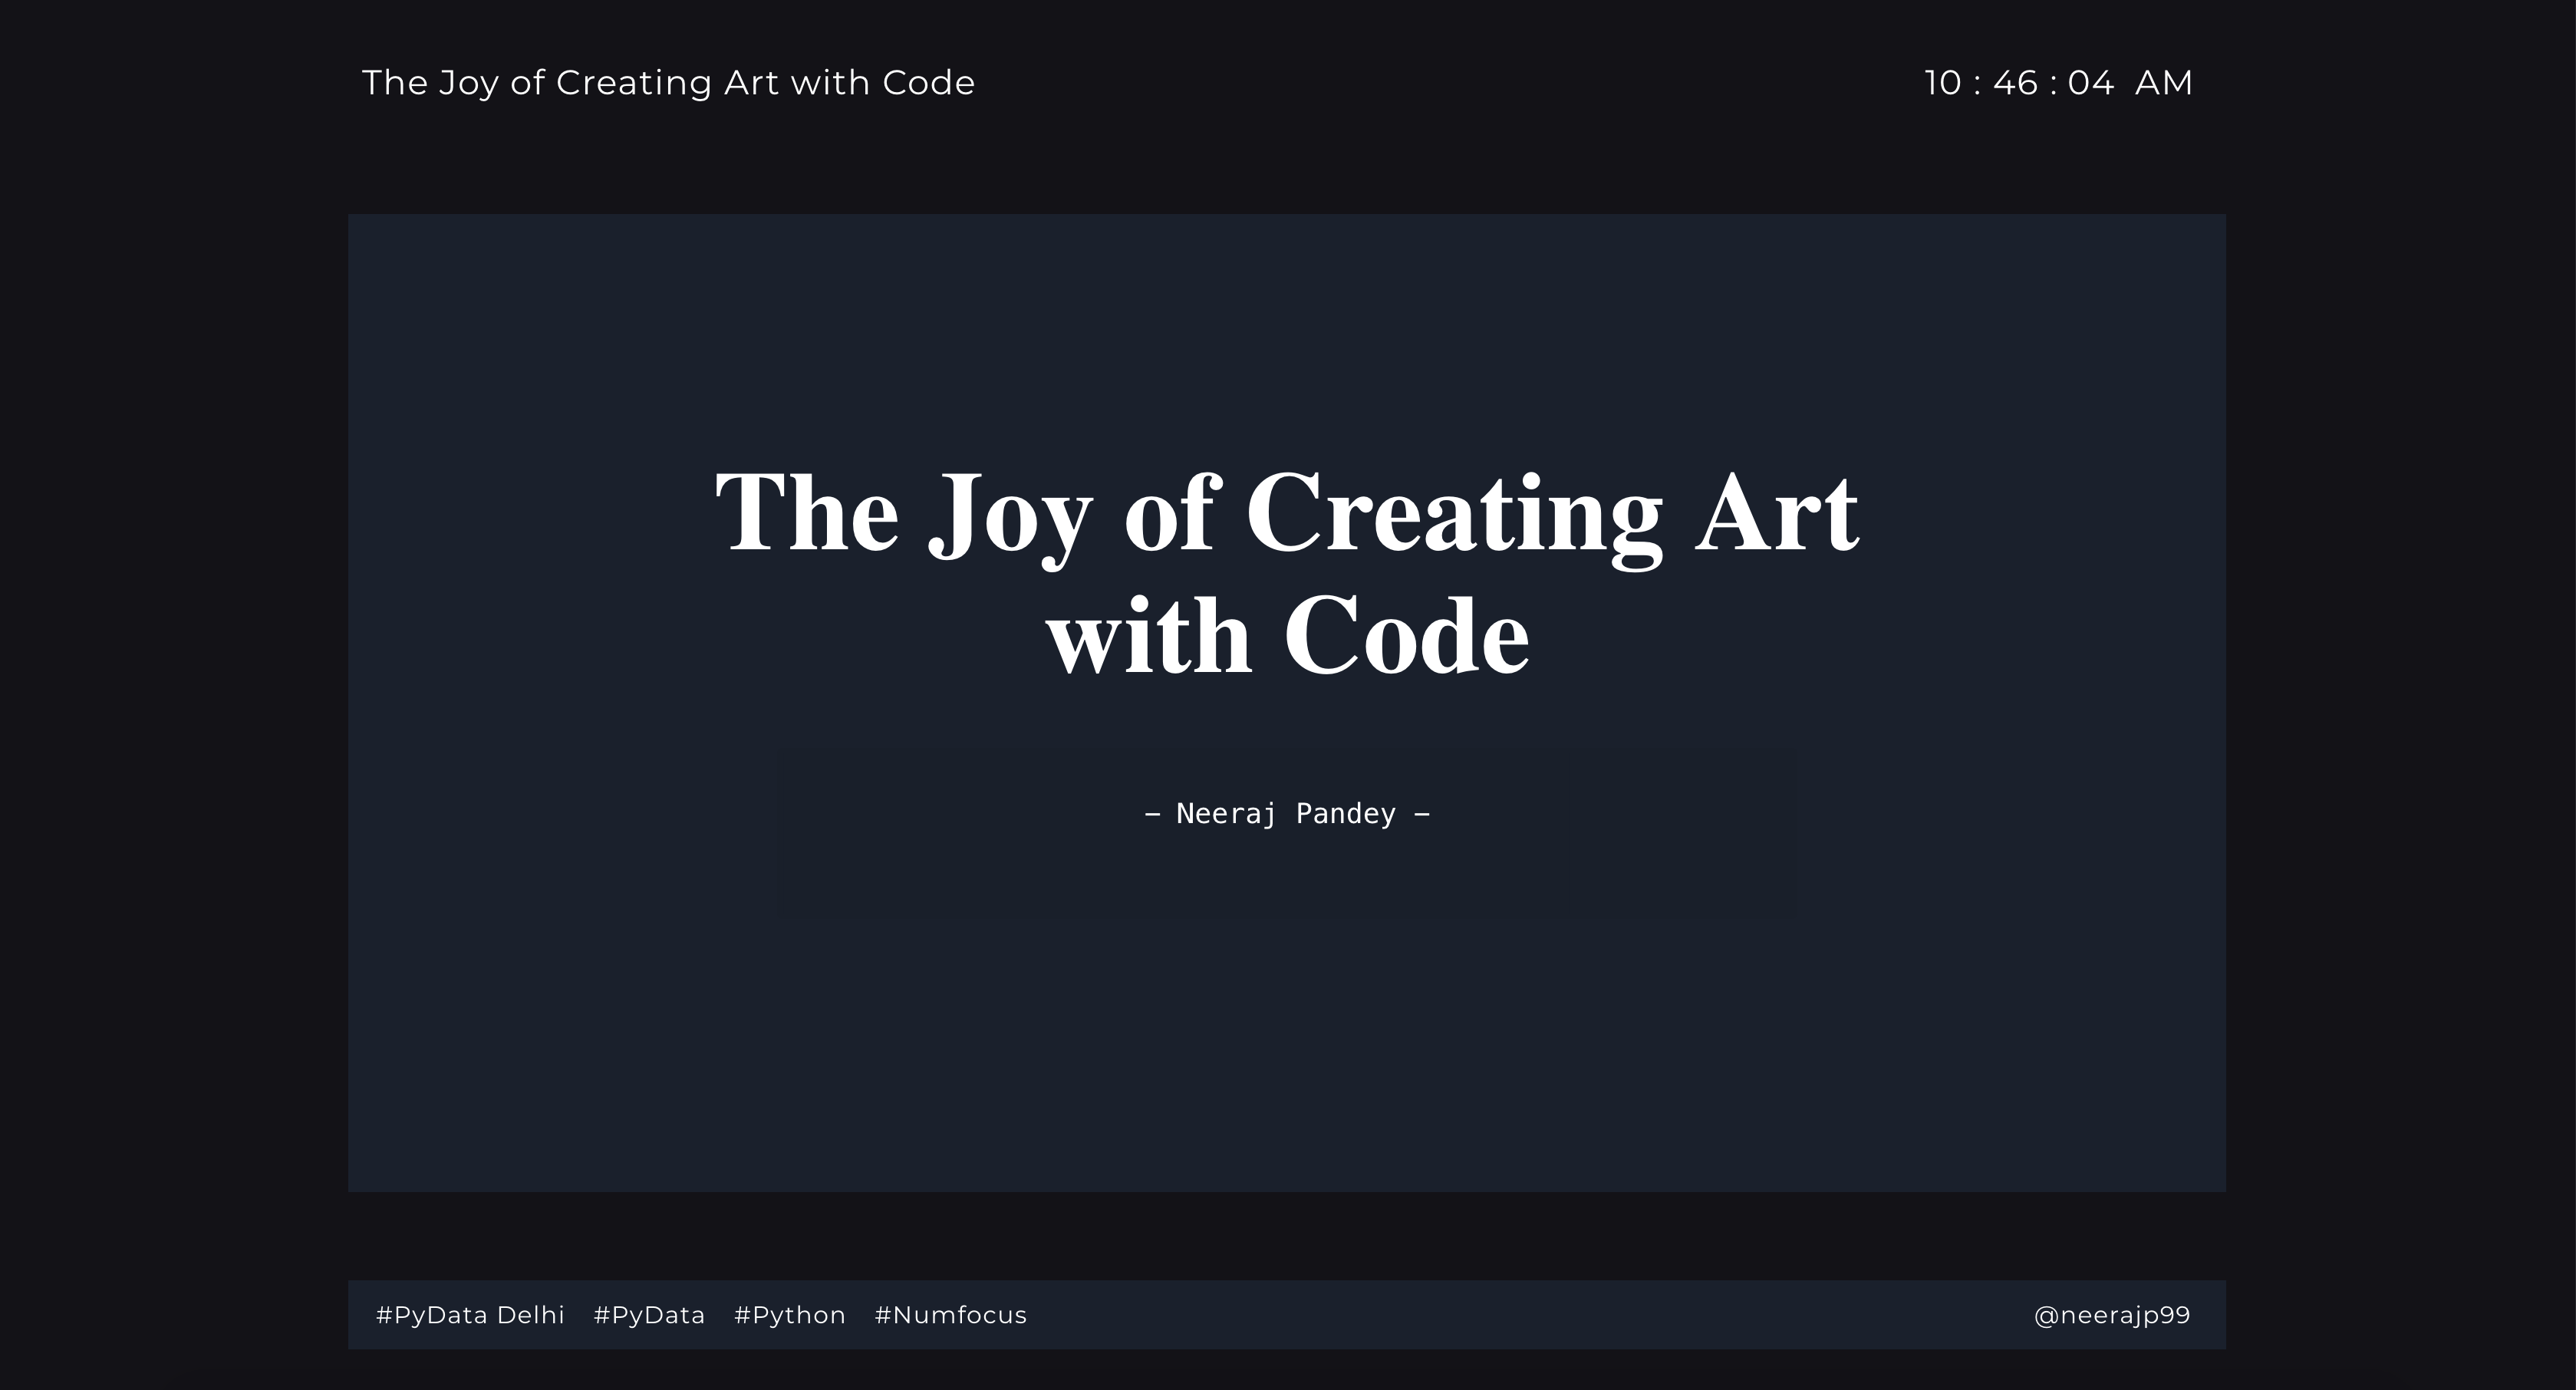 The Joy of Creating Art with Code
10 : 46 : 04 AM
The Joy of Creating Art
with Code
– Neeraj Pandey –
#PyData Delhi #PyData #Python #Numfocus
@neerajp99